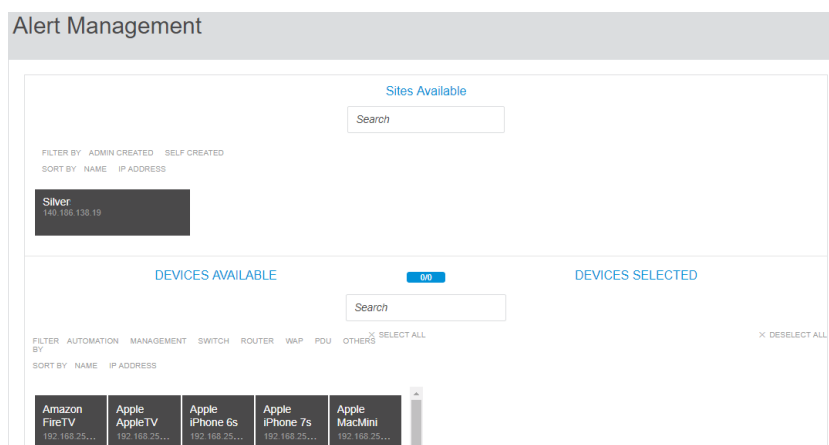 Alert Management
Sites Available
Search
FILTER BY ADMIN CREATED SELF CREATED
SORT BY NAME IP ADDRESS
Silver
140.186.138.19
DEVICES AVAILABLE 0/0 DEVICES SELECTED
Search
× SELECT ALL × DESELECT ALL
FILTER BY AUTOMATION MANAGEMENT SWITCH ROUTER WAP PDU OTHERS
SORT BY NAME IP ADDRESS
Amazon FireTV
192.168.25...
Apple AppleTV
192.168.25...
Apple iPhone 6s
192.168.25...
Apple iPhone 7s
192.168.25...
Apple MacMini
192.168.25...